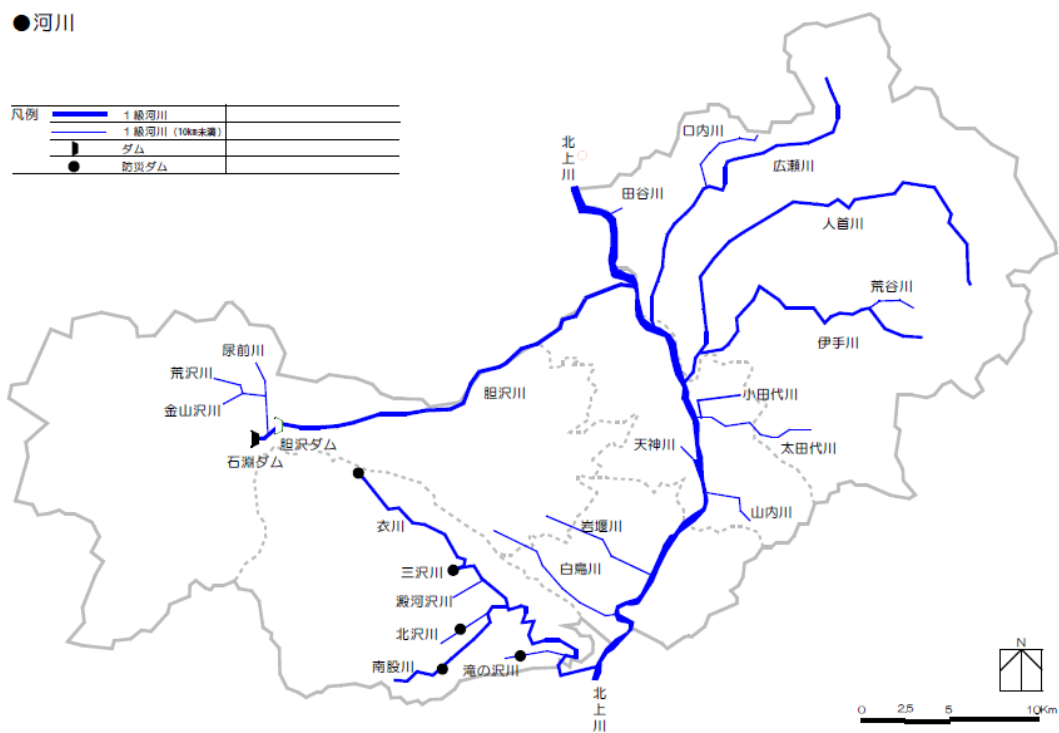 ●河川
凡例
1級河川
1級河川（10km未満）
ダム
防災ダム
北上川
口内川
広瀬川
田谷川
人首川
荒谷川
伊手川
尿前川
荒沢川
金山沢川
胆沢川
胆沢ダム
石淵ダム
小田代川
天神川
太田代川
山内川
衣川
岩堰川
白鳥川
三沢川
澱河沢川
北沢川
南股川
滝の沢川
北上川
N
0 2.5 5 10Km